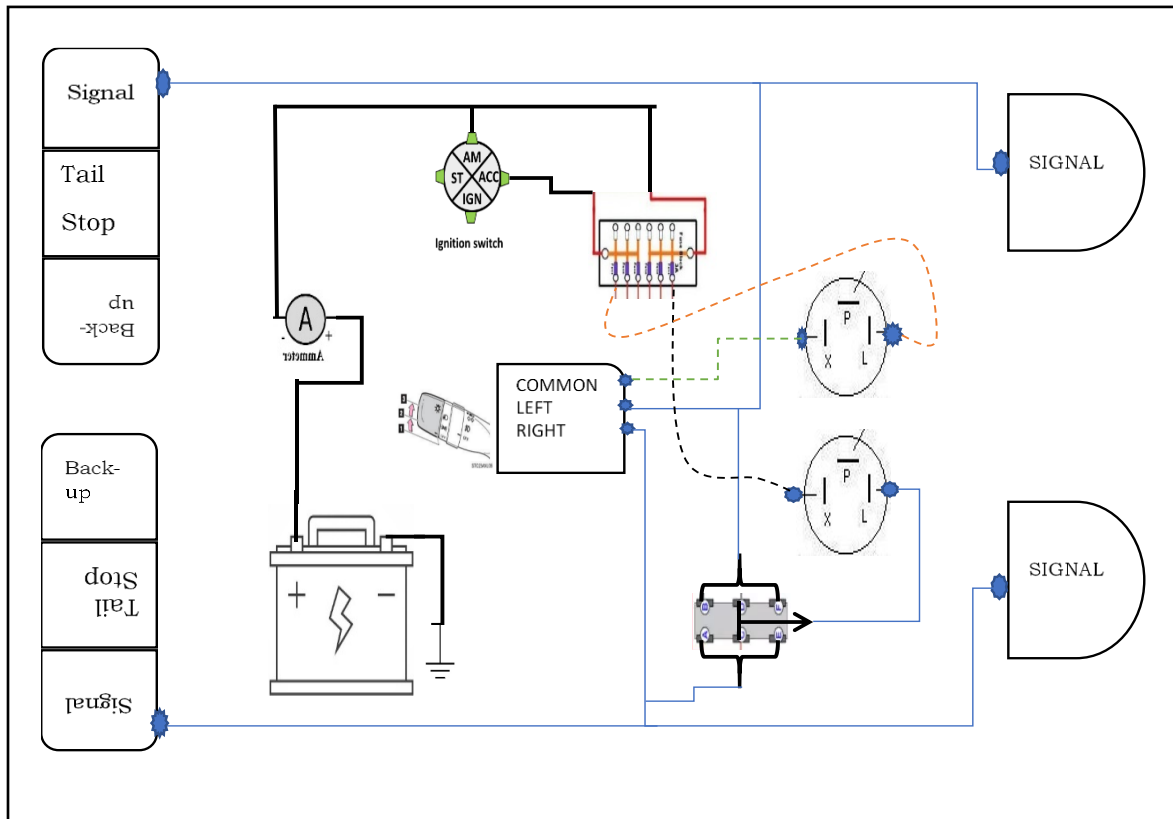 Signal
Tail
Stop
Back-
up
Back-
up
Tail
Stop
Signal
AM
ST
ACC
IGN
Ignition switch
A
-
+
Ammeter
+
-
COMMON
LEFT
RIGHT
P
X
L
P
X
L
B
F
A
E
SIGNAL
SIGNAL